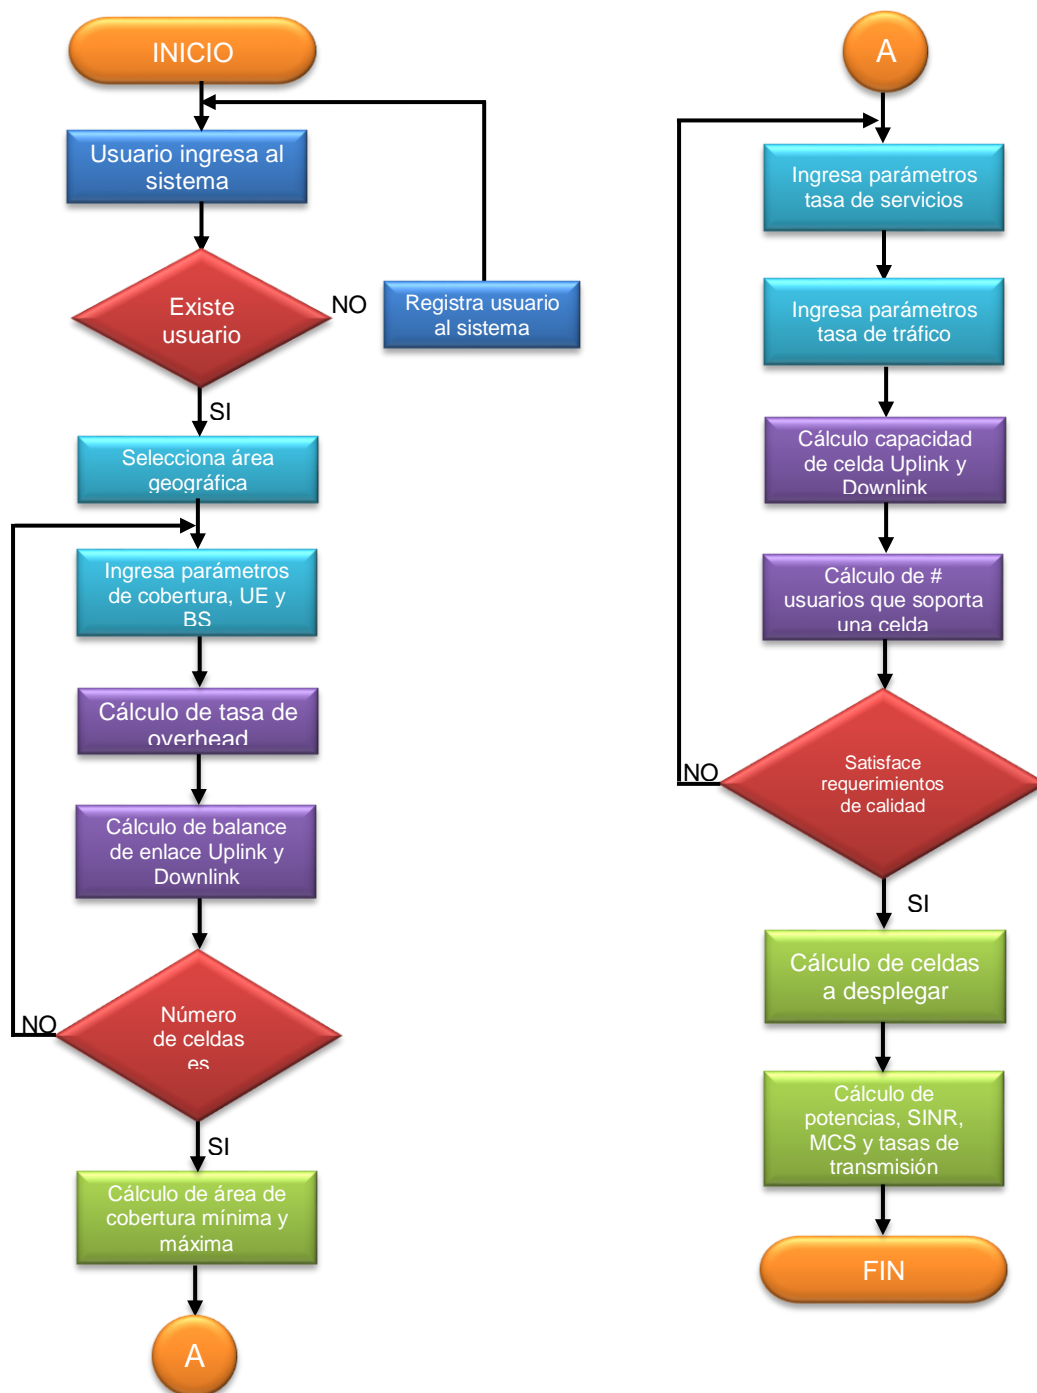 INICIO
Usuario ingresa al
sistema
Existe
usuario
NO
Registra usuario
al sistema
SI
Selecciona área
geográfica
Ingresa parámetros
de cobertura, UE y
BS
Cálculo de tasa de
overhead
Cálculo de balance
de enlace Uplink y
Downlink
Número
de celdas
es
NO
SI
Cálculo de área de
cobertura mínima y
máxima
A
A
Ingresa parámetros
tasa de servicios
Ingresa parámetros
tasa de tráfico
Cálculo capacidad
de celda Uplink y
Downlink
Cálculo de #
usuarios que soporta
una celda
Satisface
requerimientos
de calidad
NO
SI
Cálculo de celdas
a desplegar
Cálculo de
potencias, SINR,
MCS y tasas de
transmisión
FIN